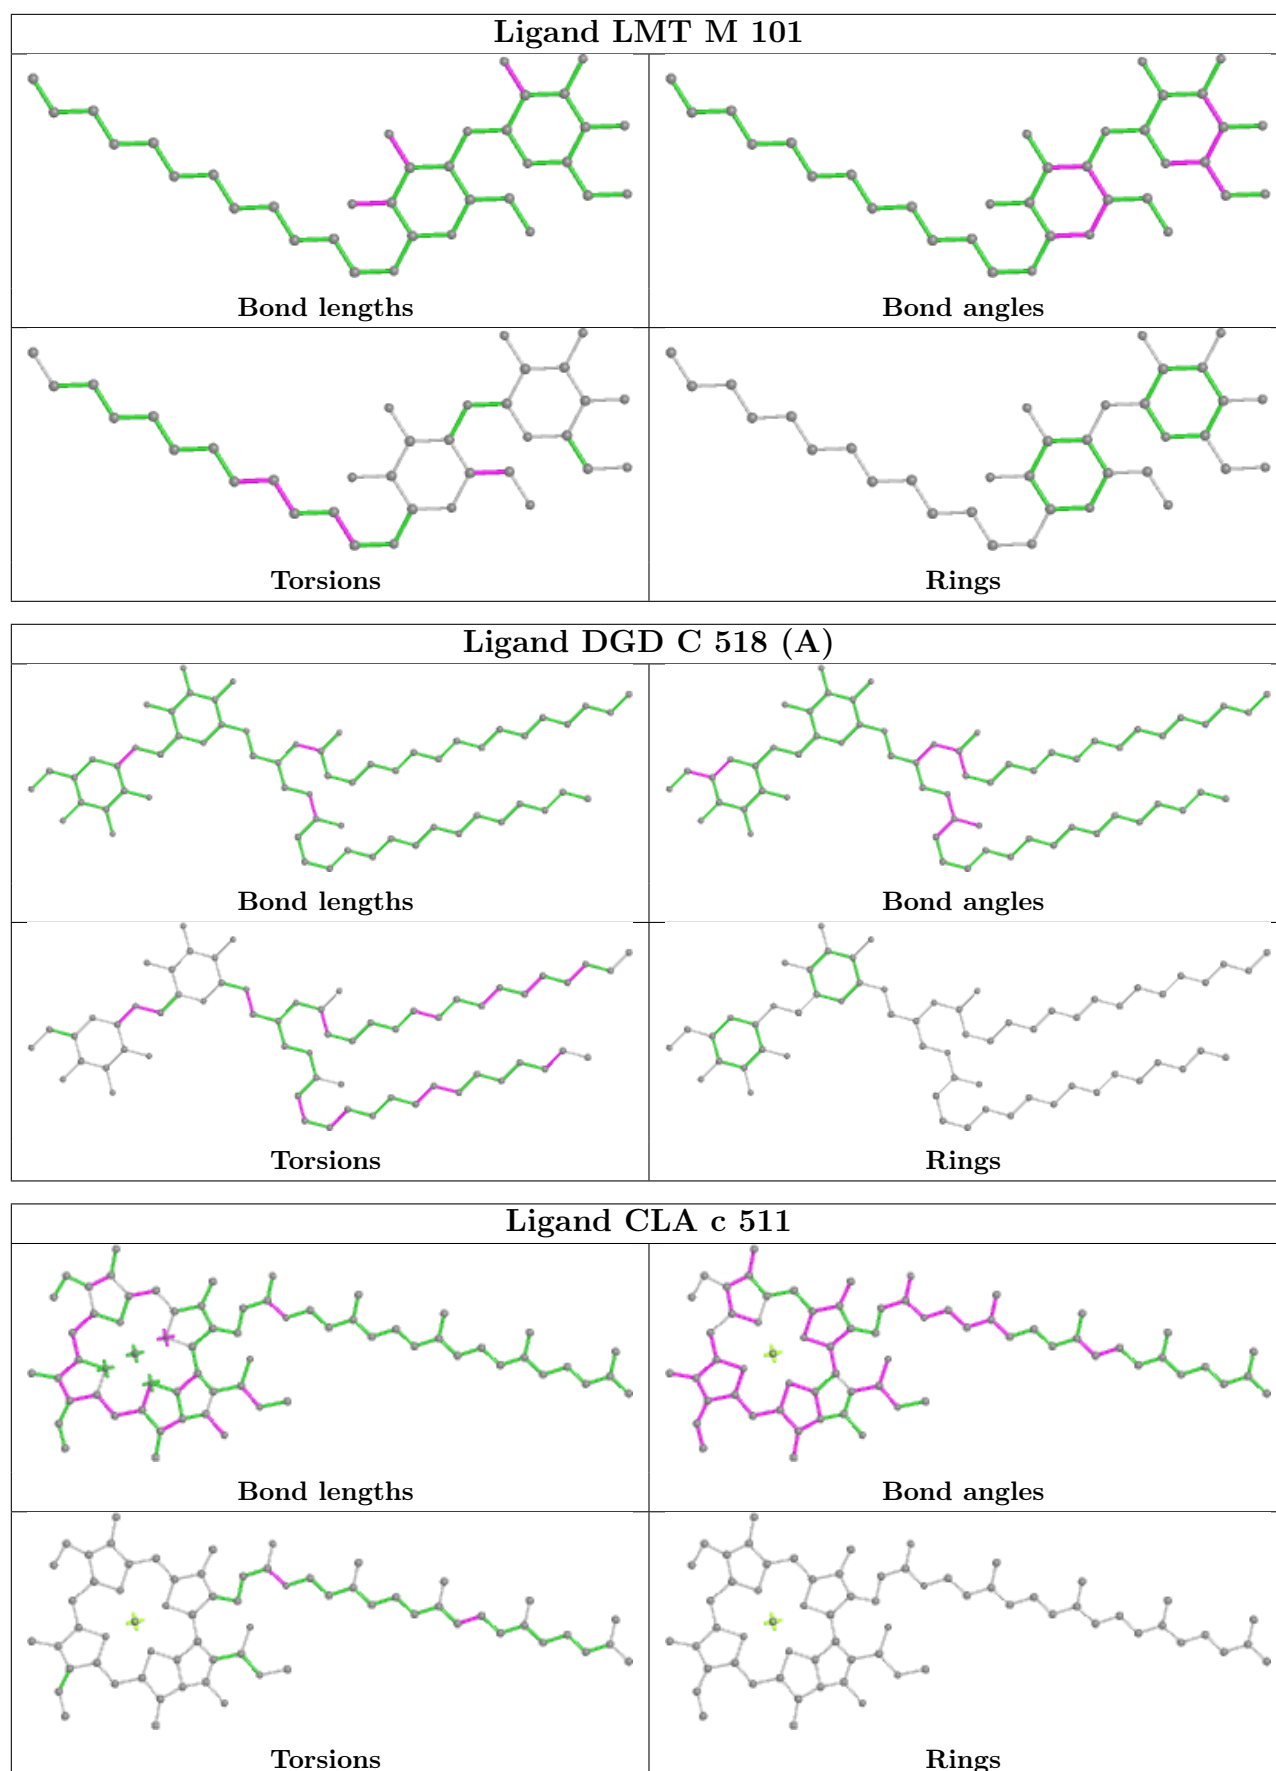 Ligand LMT M 101
Bond lengths
Bond angles
Torsions
Rings
Ligand DGD C 518 (A)
Bond lengths
Bond angles
Torsions
Rings
Ligand CLA c 511
Bond lengths
Bond angles
Torsions
Rings